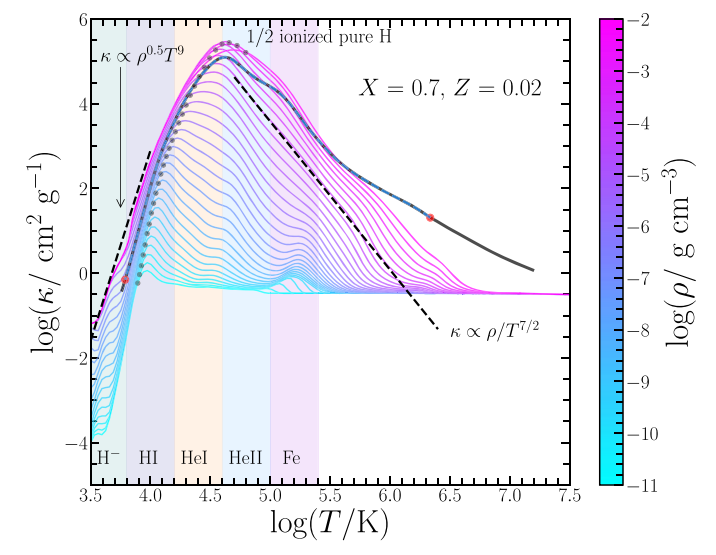 1/2 ionized pure H
κ ∝ ρ^0.5 T^9
X = 0.7, Z = 0.02
κ ∝ ρ/T^7/2
H⁻ HI HeI HeII Fe
6
4
2
0
−2
−4
log(κ/ cm² g⁻¹)
3.5 4.0 4.5 5.0 5.5 6.0 6.5 7.0 7.5
log(T/K)
−2
−3
−4
−5
−6
−7
−8
−9
−10
−11
log(ρ/ g cm⁻³)